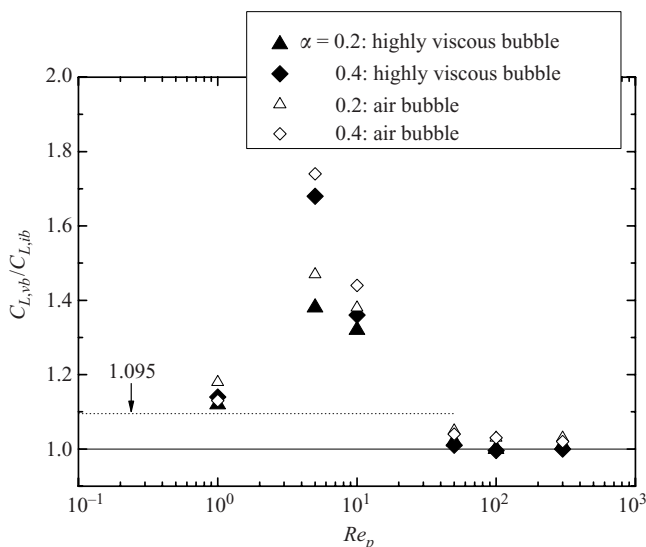 α = 0.2: highly viscous bubble
0.4: highly viscous bubble
0.2: air bubble
0.4: air bubble
2.0
1.8
1.6
1.4
1.2
1.0
C_{L,vb}/C_{L,ib}
1.095
10^{−1} 10^{0} 10^{1} 10^{2} 10^{3}
Re_p